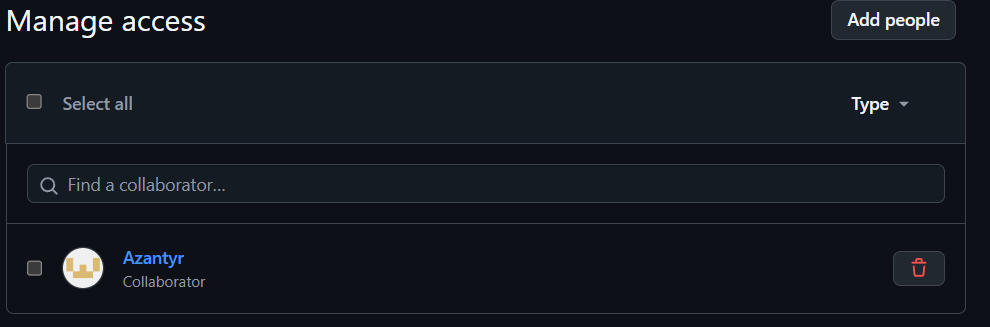 Manage access
Add people
Select all
Type
Find a collaborator...
Azantyr
Collaborator